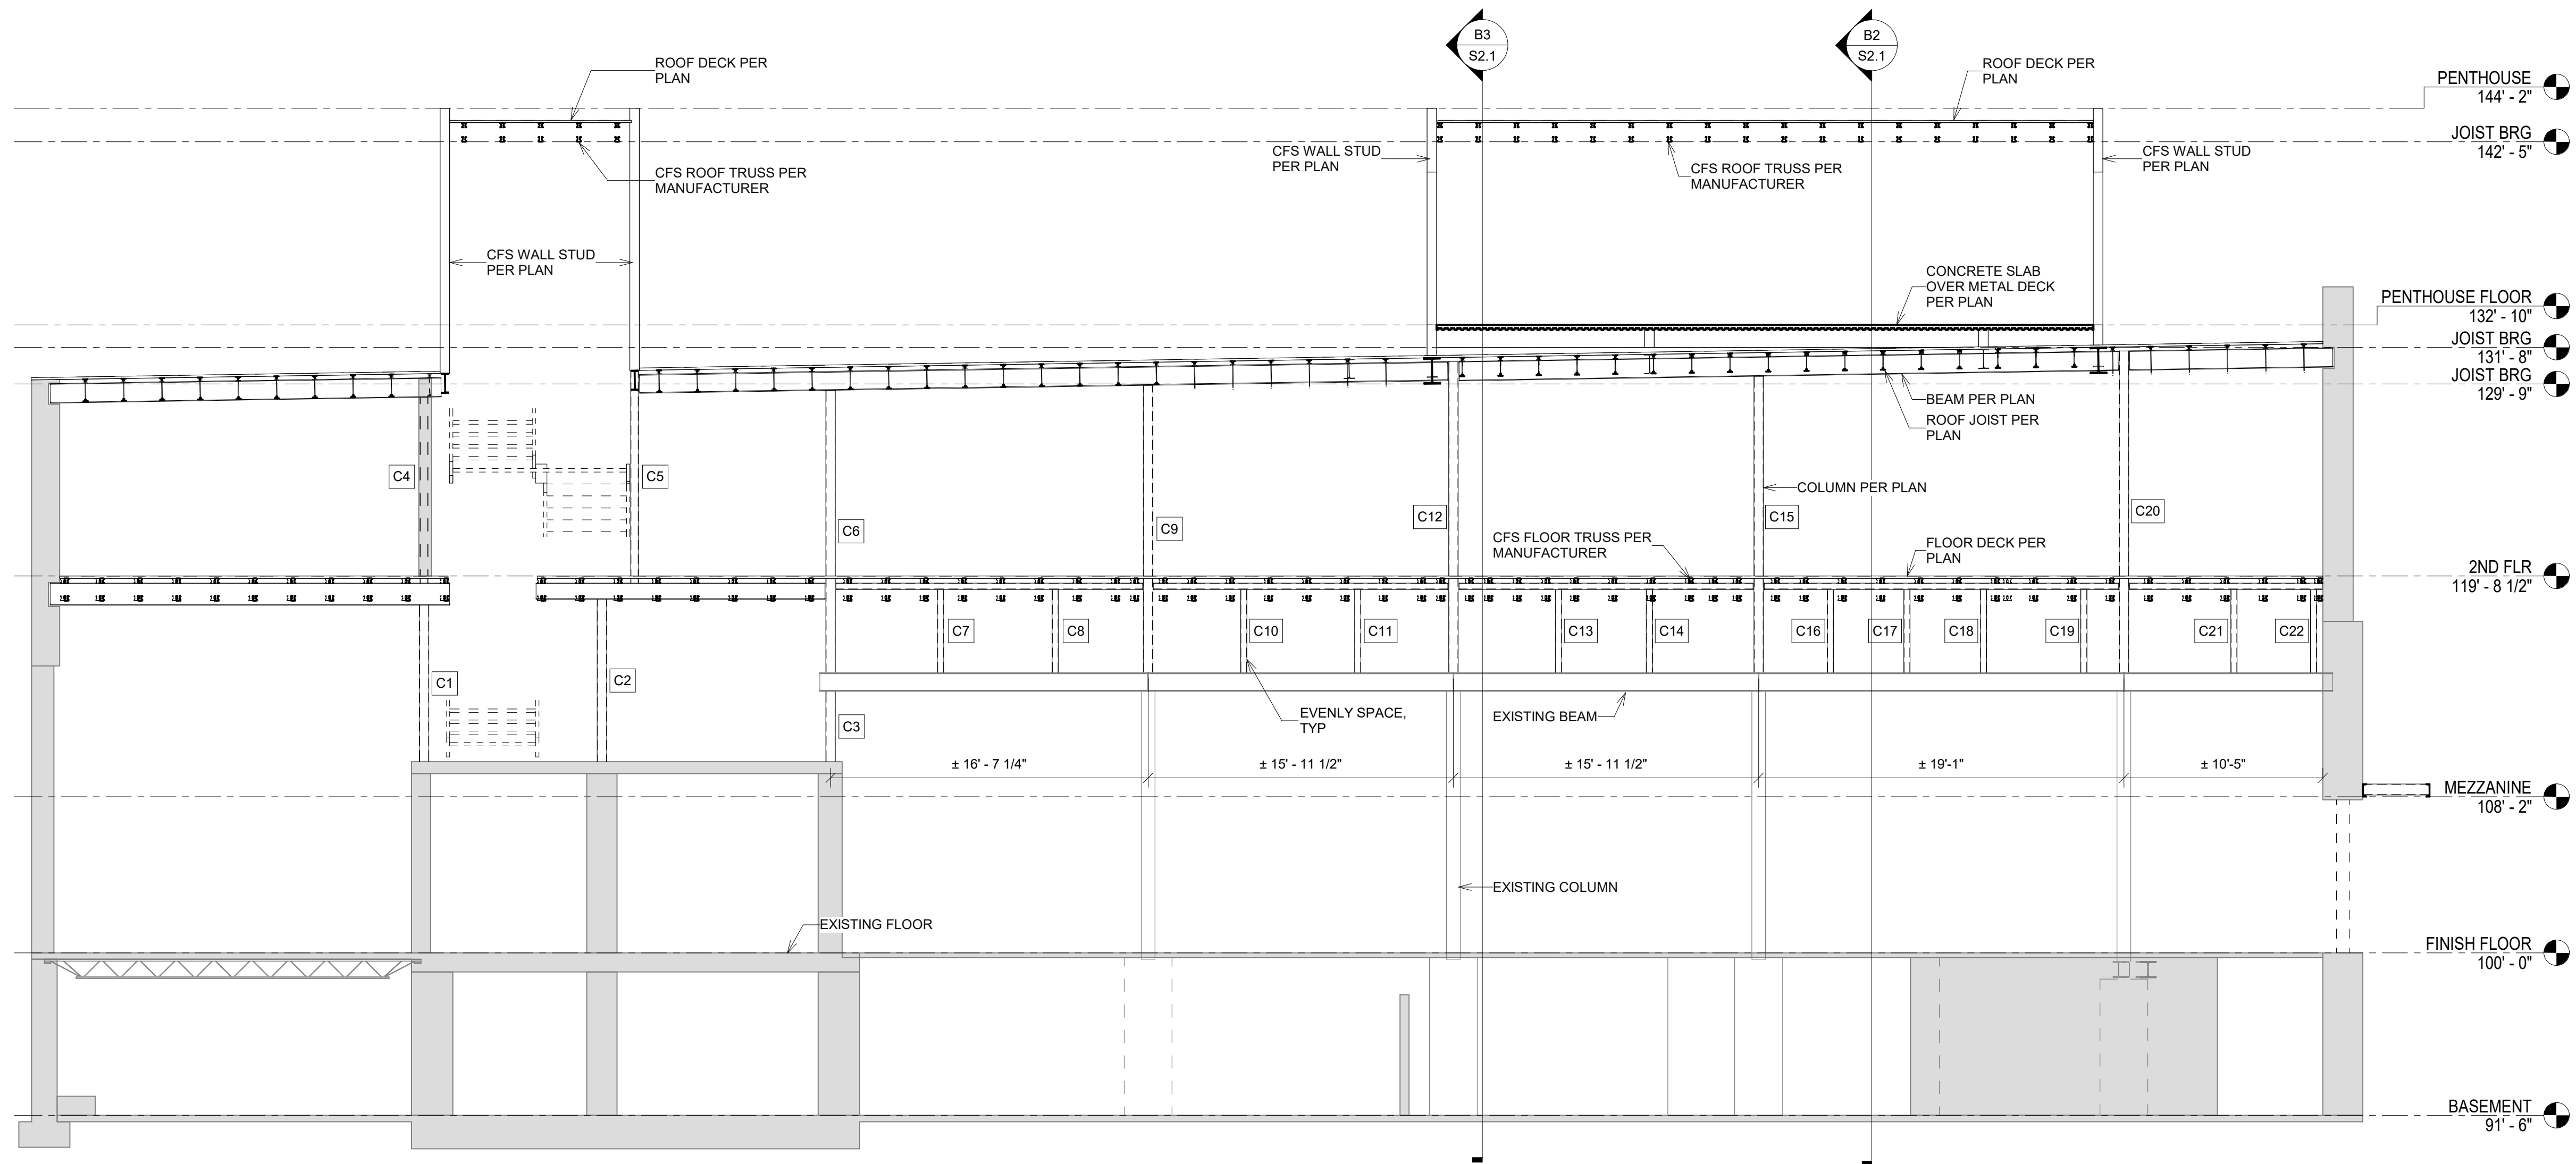 B3
S2.1
B2
S2.1
ROOF DECK PER
PLAN
ROOF DECK PER
PLAN
PENTHOUSE
144' - 2"
JOIST BRG
142' - 5"
CFS WALL STUD
PER PLAN
CFS WALL STUD
PER PLAN
CFS ROOF TRUSS PER
MANUFACTURER
CFS ROOF TRUSS PER
MANUFACTURER
CFS WALL STUD
PER PLAN
CONCRETE SLAB
OVER METAL DECK
PER PLAN
PENTHOUSE FLOOR
132' - 10"
JOIST BRG
131' - 8"
JOIST BRG
129' - 9"
BEAM PER PLAN
ROOF JOIST PER
PLAN
C4
C5
COLUMN PER PLAN
C6
C9
C12
C15
C20
CFS FLOOR TRUSS PER
MANUFACTURER
FLOOR DECK PER
PLAN
2ND FLR
119' - 8 1/2"
C7
C8
C10
C11
C13
C14
C16
C17
C18
C19
C21
C22
C1
C2
C3
EVENLY SPACE,
TYP
EXISTING BEAM
± 16' - 7 1/4"
± 15' - 11 1/2"
± 15' - 11 1/2"
± 19'-1"
± 10'-5"
MEZZANINE
108' - 2"
EXISTING COLUMN
EXISTING FLOOR
FINISH FLOOR
100' - 0"
BASEMENT
91' - 6"